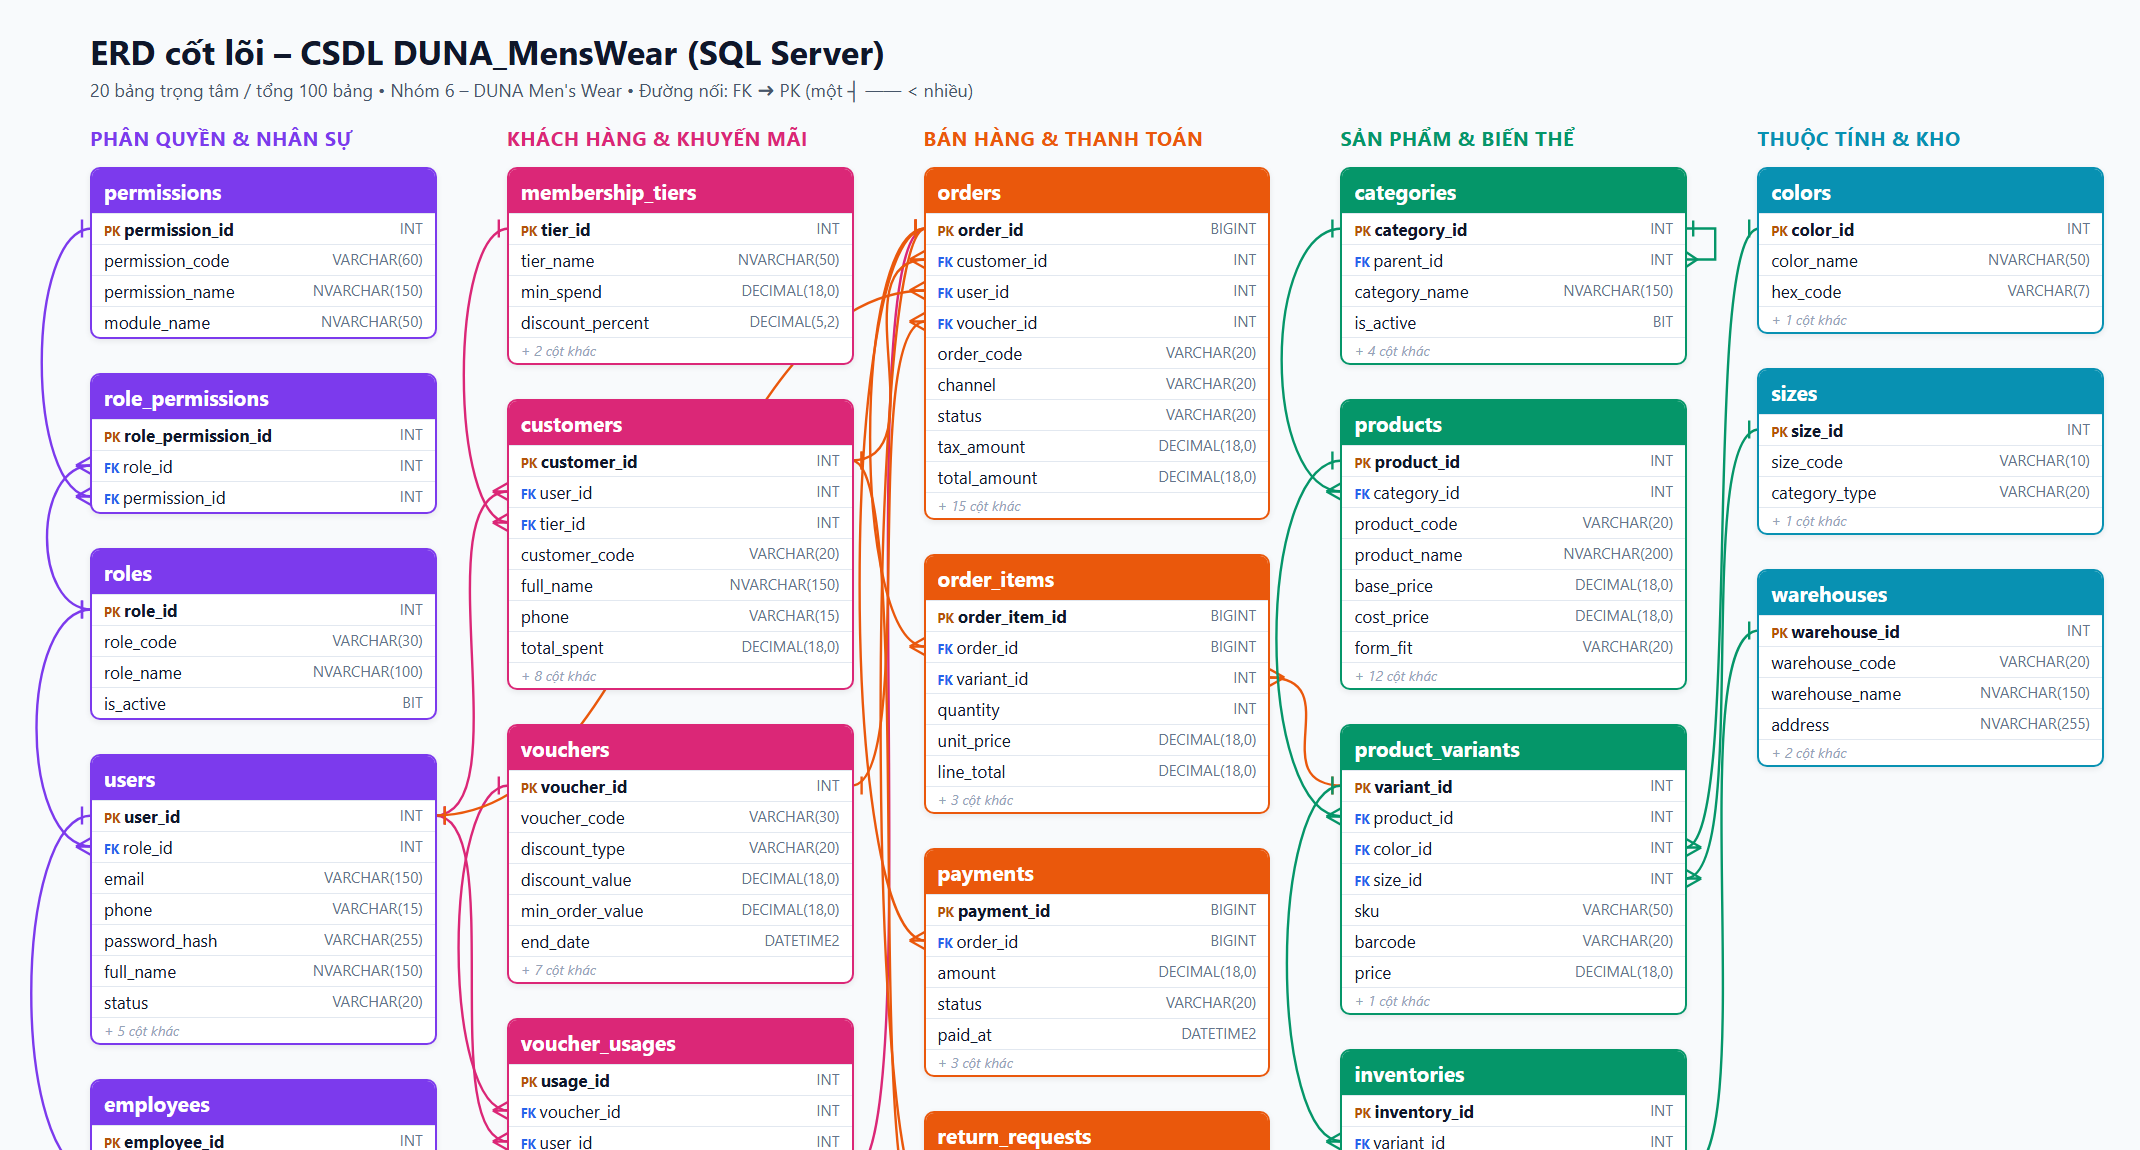 ERD cốt lõi – CSDL DUNA_MensWear (SQL Server)
20 bảng trọng tâm / tổng 100 bảng • Nhóm 6 – DUNA Men's Wear • Đường nối: FK ➔ PK (một ┤ —— < nhiều)
PHÂN QUYỀN & NHÂN SỰ
permissions
PK permission_id INT
permission_code VARCHAR(60)
permission_name NVARCHAR(150)
module_name NVARCHAR(50)
role_permissions
PK role_permission_id INT
FK role_id INT
FK permission_id INT
roles
PK role_id INT
role_code VARCHAR(30)
role_name NVARCHAR(100)
is_active BIT
users
PK user_id INT
FK role_id INT
email VARCHAR(150)
phone VARCHAR(15)
password_hash VARCHAR(255)
full_name NVARCHAR(150)
status VARCHAR(20)
+ 5 cột khác
employees
PK employee_id INT
KHÁCH HÀNG & KHUYẾN MÃI
membership_tiers
PK tier_id INT
tier_name NVARCHAR(50)
min_spend DECIMAL(18,0)
discount_percent DECIMAL(5,2)
+ 2 cột khác
customers
PK customer_id INT
FK user_id INT
FK tier_id INT
customer_code VARCHAR(20)
full_name NVARCHAR(150)
phone VARCHAR(15)
total_spent DECIMAL(18,0)
+ 8 cột khác
vouchers
PK voucher_id INT
voucher_code VARCHAR(30)
discount_type VARCHAR(20)
discount_value DECIMAL(18,0)
min_order_value DECIMAL(18,0)
end_date DATETIME2
+ 7 cột khác
voucher_usages
PK usage_id INT
FK voucher_id INT
FK user_id INT
BÁN HÀNG & THANH TOÁN
orders
PK order_id BIGINT
FK customer_id INT
FK user_id INT
FK voucher_id INT
order_code VARCHAR(20)
channel VARCHAR(20)
status VARCHAR(20)
tax_amount DECIMAL(18,0)
total_amount DECIMAL(18,0)
+ 15 cột khác
order_items
PK order_item_id BIGINT
FK order_id BIGINT
FK variant_id INT
quantity INT
unit_price DECIMAL(18,0)
line_total DECIMAL(18,0)
+ 3 cột khác
payments
PK payment_id BIGINT
FK order_id BIGINT
amount DECIMAL(18,0)
status VARCHAR(20)
paid_at DATETIME2
+ 3 cột khác
return_requests
SẢN PHẨM & BIẾN THỂ
categories
PK category_id INT
FK parent_id INT
category_name NVARCHAR(150)
is_active BIT
+ 4 cột khác
products
PK product_id INT
FK category_id INT
product_code VARCHAR(20)
product_name NVARCHAR(200)
base_price DECIMAL(18,0)
cost_price DECIMAL(18,0)
form_fit VARCHAR(20)
+ 12 cột khác
product_variants
PK variant_id INT
FK product_id INT
FK color_id INT
FK size_id INT
sku VARCHAR(50)
barcode VARCHAR(20)
price DECIMAL(18,0)
+ 1 cột khác
inventories
PK inventory_id INT
FK variant_id INT
THUỘC TÍNH & KHO
colors
PK color_id INT
color_name NVARCHAR(50)
hex_code VARCHAR(7)
+ 1 cột khác
sizes
PK size_id INT
size_code VARCHAR(10)
category_type VARCHAR(20)
+ 1 cột khác
warehouses
PK warehouse_id INT
warehouse_code VARCHAR(20)
warehouse_name NVARCHAR(150)
address NVARCHAR(255)
+ 2 cột khác